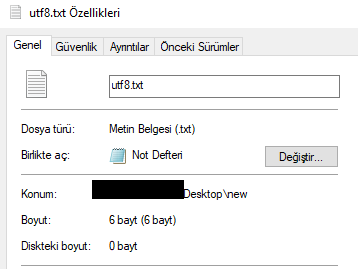 utf8.txt Özellikleri
Genel Güvenlik Ayrıntılar Önceki Sürümler
utf8.txt
Dosya türü: Metin Belgesi (.txt)
Birlikte aç: Not Defteri Değiştir...
Konum: Desktop\new
Boyut: 6 bayt (6 bayt)
Diskteki boyut: 0 bayt